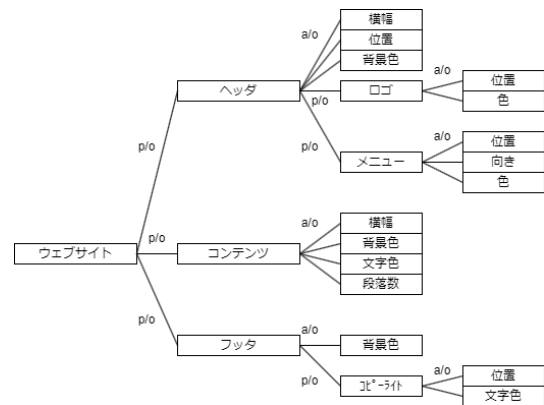 横幅
a/o
位置
背景色
a/o
ヘッダ
p/o
ロゴ
位置
色
p/o
p/o
a/o
メニュー
位置
向き
色
ウェブサイト
p/o
コンテンツ
a/o
横幅
背景色
文字色
段落数
p/o
フッタ
a/o
背景色
p/o
ｺﾋﾟｰﾗｲﾄ
a/o
位置
文字色